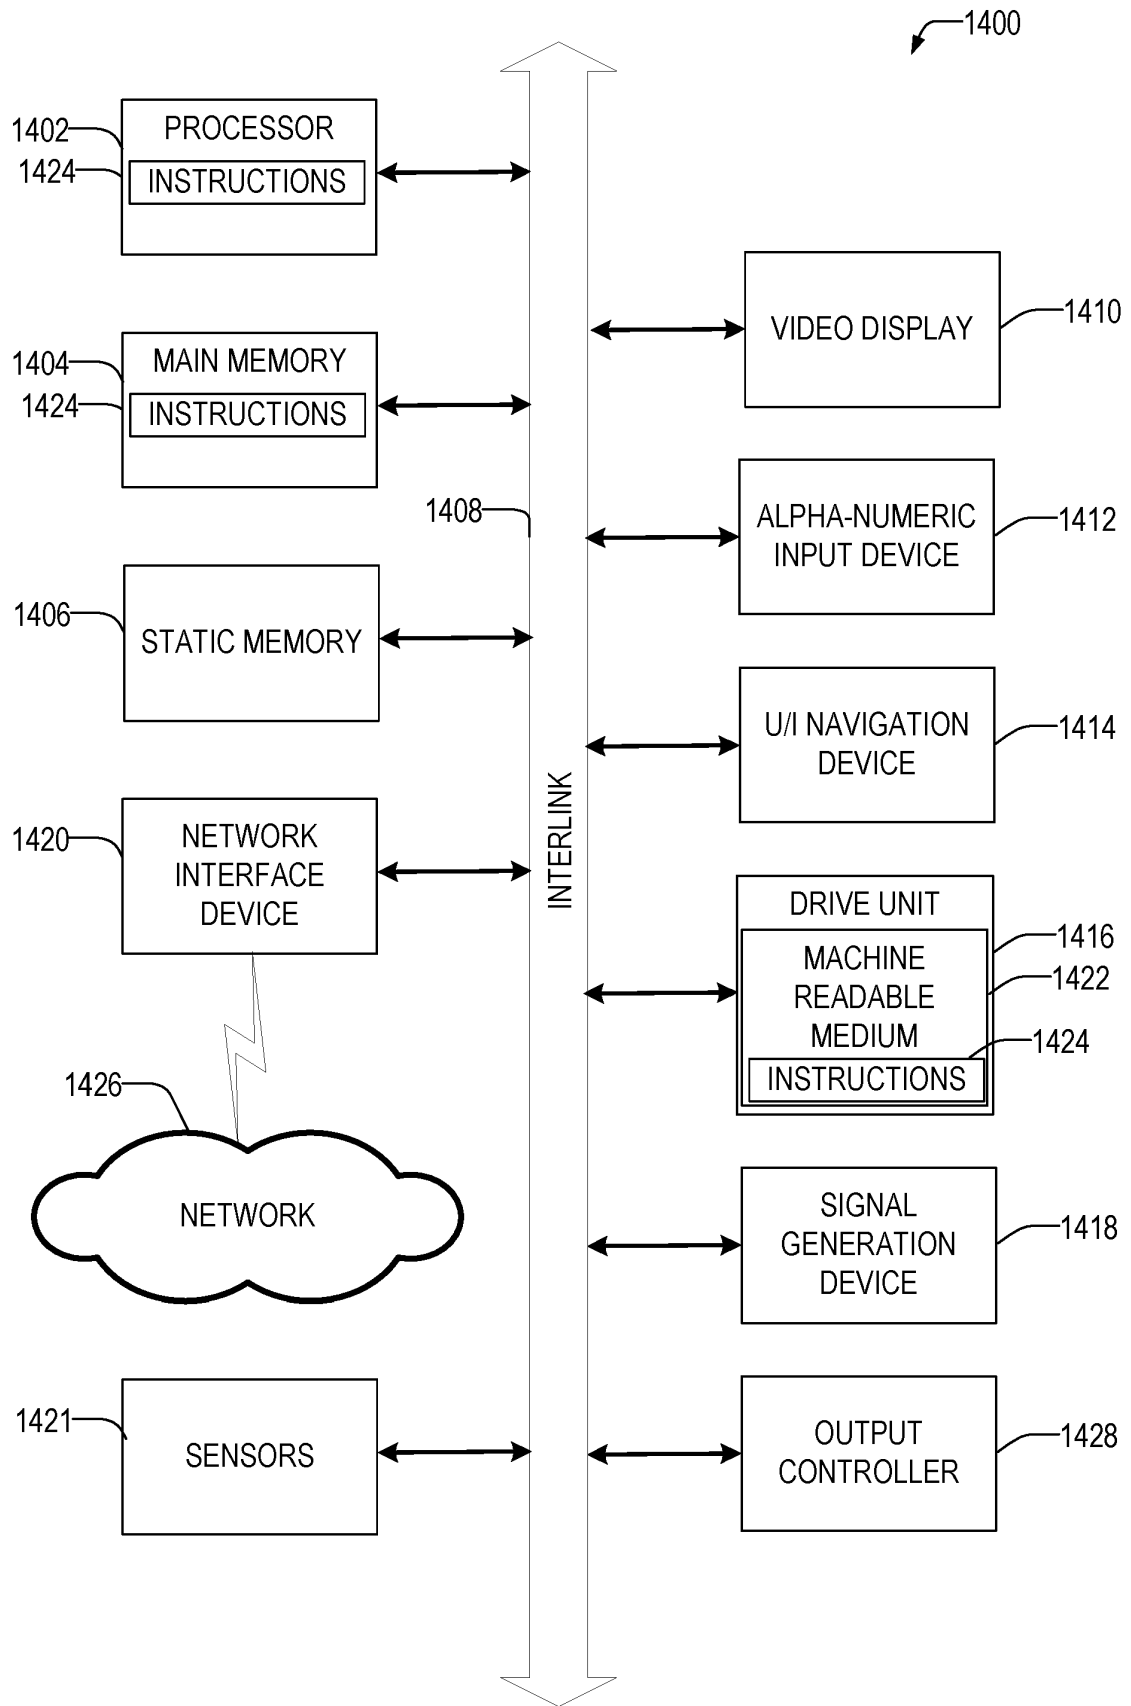 1400
1402
PROCESSOR
1424
INSTRUCTIONS
1404
MAIN MEMORY
1424
INSTRUCTIONS
1408
1406
STATIC MEMORY
1420
NETWORK
INTERFACE
DEVICE
1426
NETWORK
1421
SENSORS
INTERLINK
VIDEO DISPLAY
1410
ALPHA-NUMERIC
INPUT DEVICE
1412
U/I NAVIGATION
DEVICE
1414
DRIVE UNIT
1416
MACHINE
READABLE
MEDIUM
1422
1424
INSTRUCTIONS
SIGNAL
GENERATION
DEVICE
1418
OUTPUT
CONTROLLER
1428